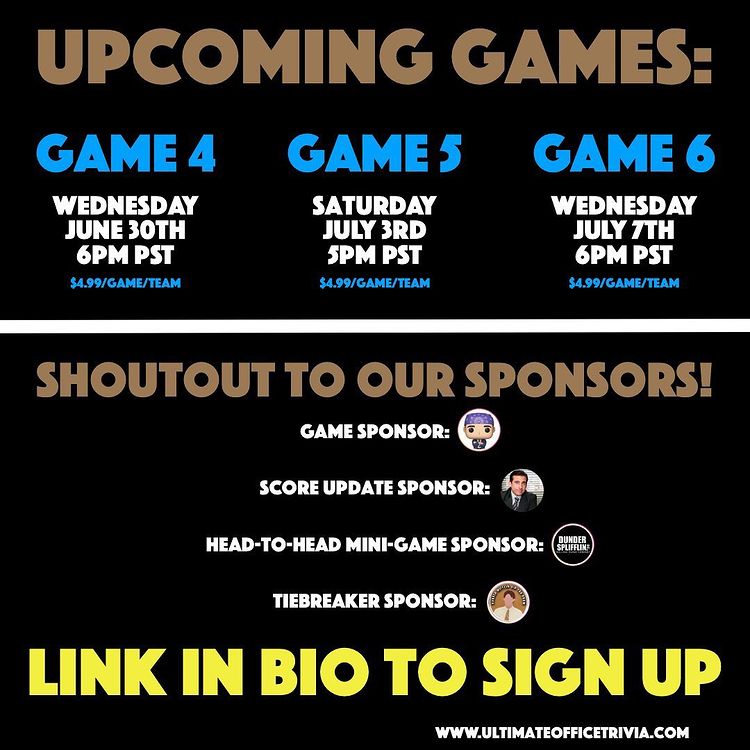 UPCOMING GAMES:
GAME 4
WEDNESDAY
JUNE 30TH
6PM PST
$4.99/GAME/TEAM
GAME 5
SATURDAY
JULY 3RD
5PM PST
$4.99/GAME/TEAM
GAME 6
WEDNESDAY
JULY 7TH
6PM PST
$4.99/GAME/TEAM
SHOUTOUT TO OUR SPONSORS!
GAME SPONSOR:
SCORE UPDATE SPONSOR:
HEAD-TO-HEAD MINI-GAME SPONSOR:
DUNDER
SPLIFFLIN
TIEBREAKER SPONSOR:
LINK IN BIO TO SIGN UP
WWW.ULTIMATEOFFICETRIVIA.COM